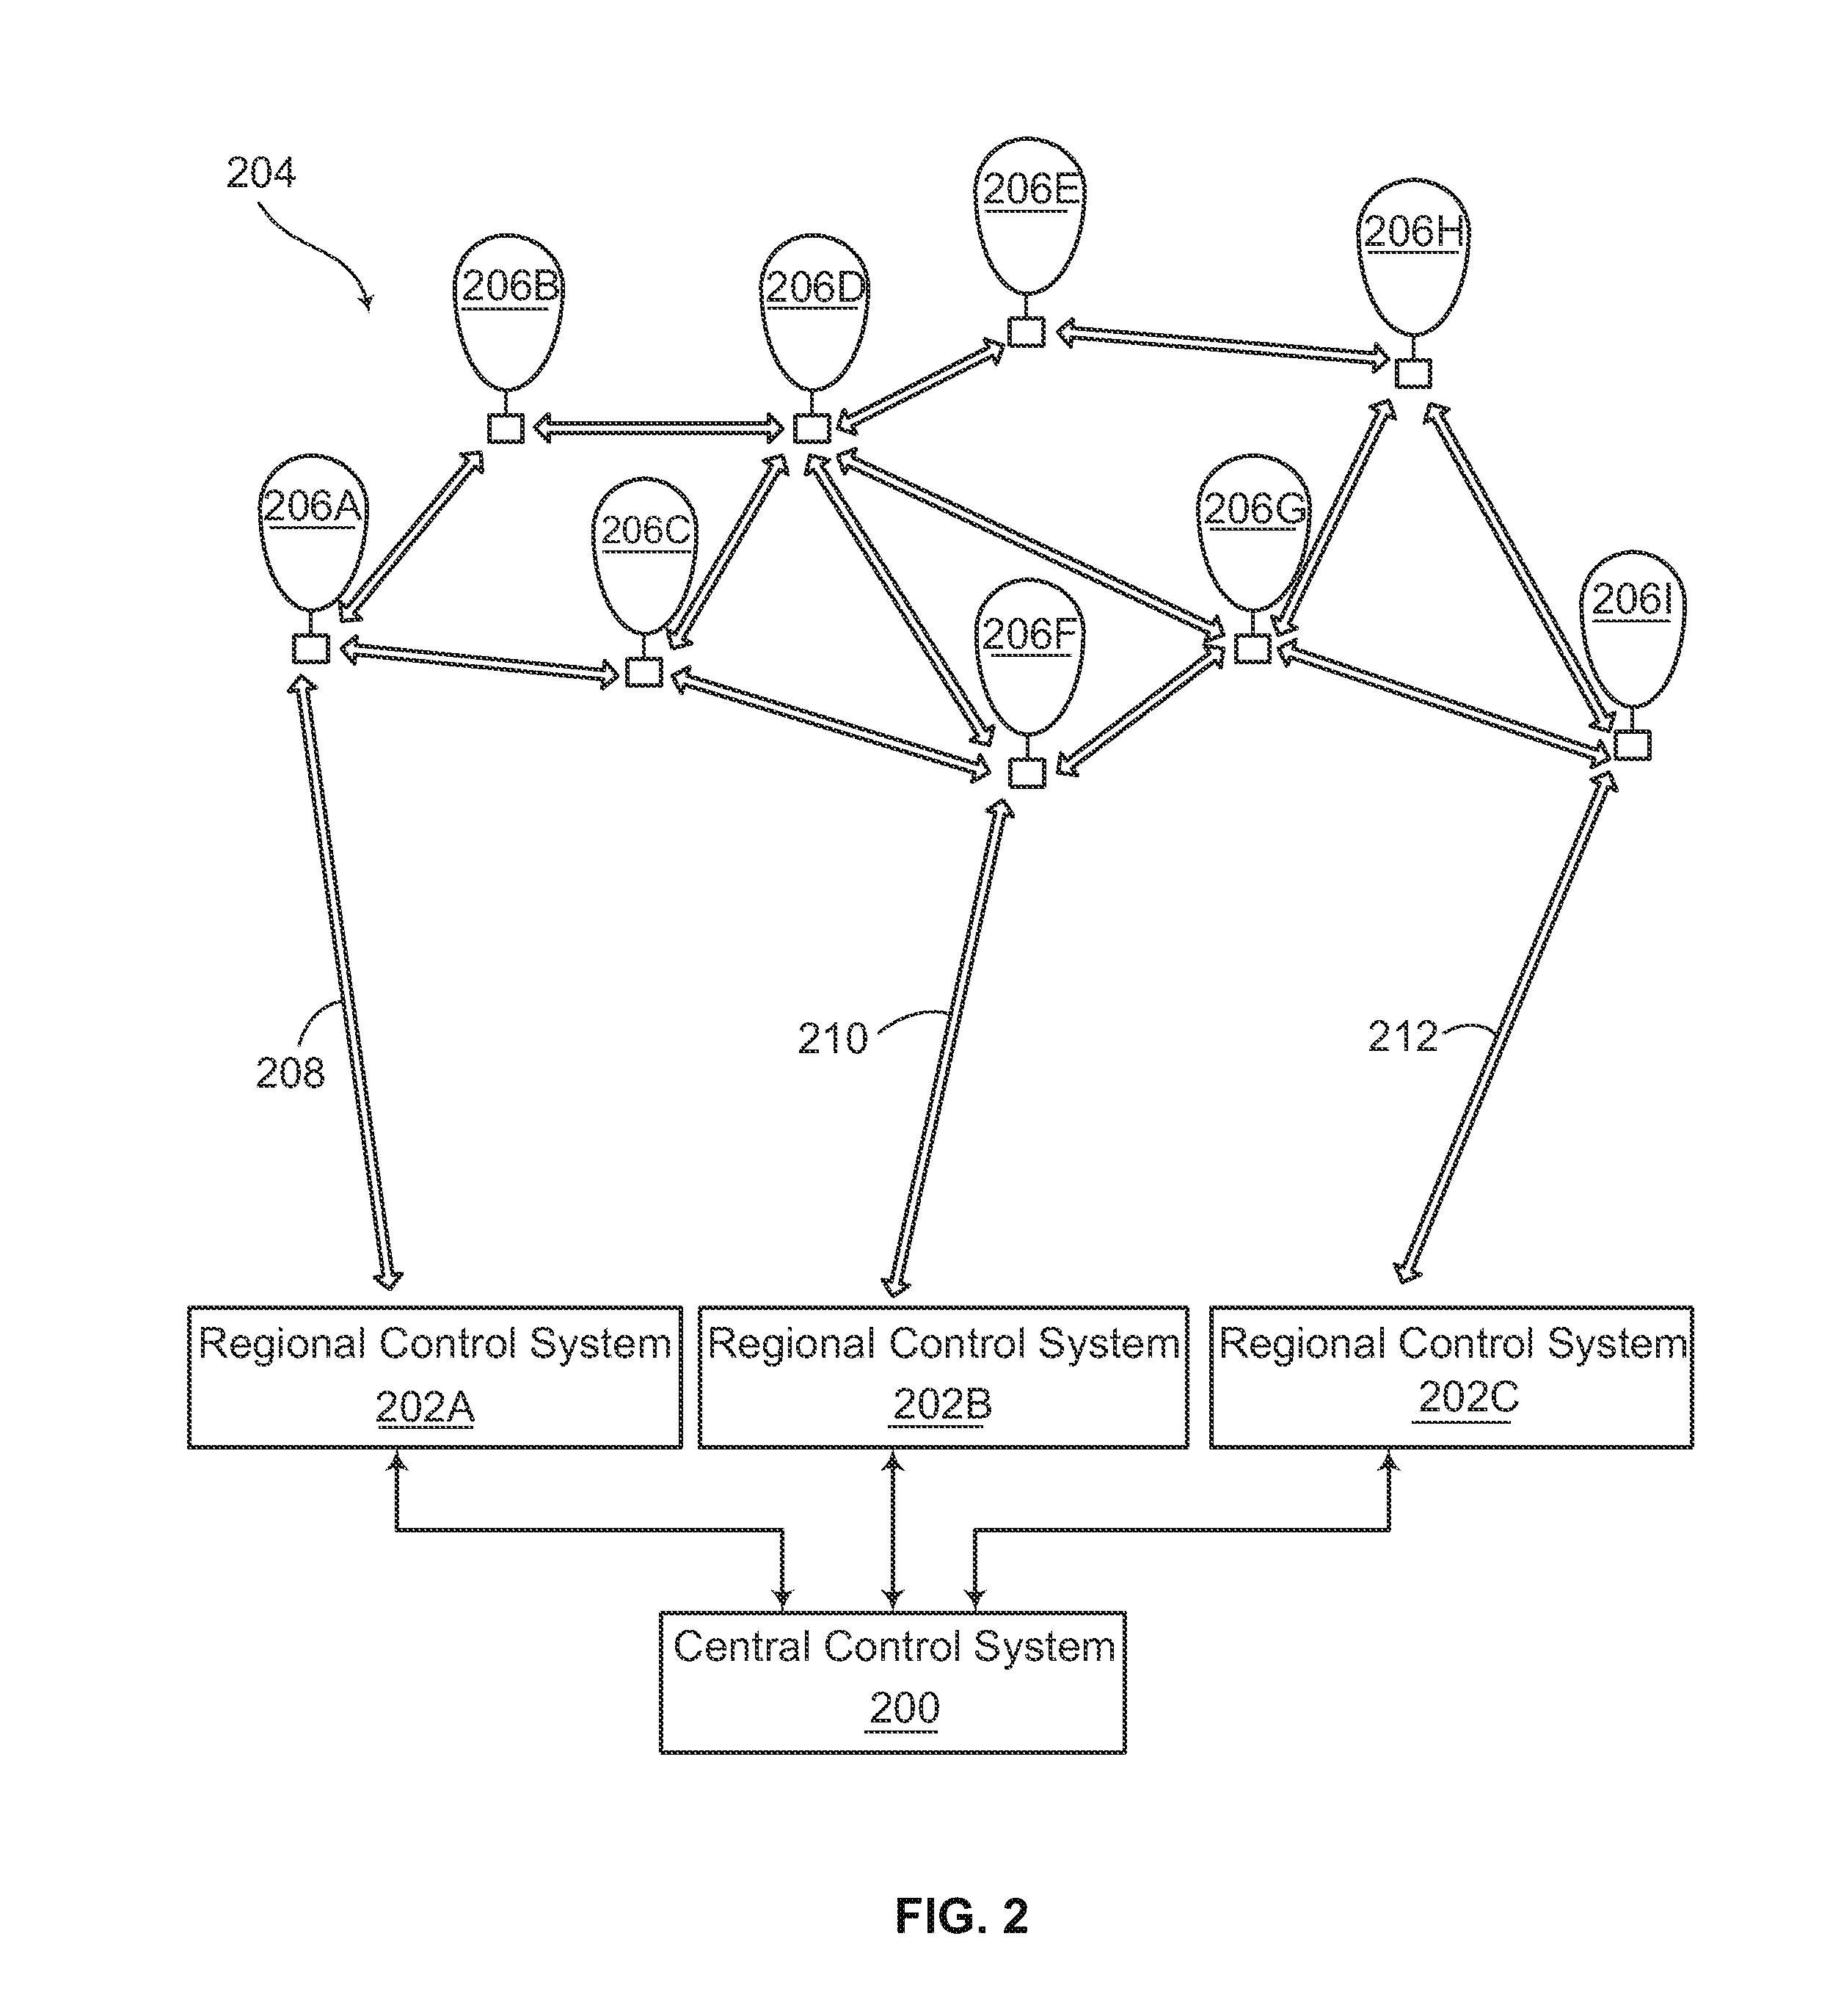 204
206E
206H
206B
206D
206A
206C
206G
206I
206F
208
210
212
Regional Control System
202A
Regional Control System
202B
Regional Control System
202C
Central Control System
200
FIG. 2